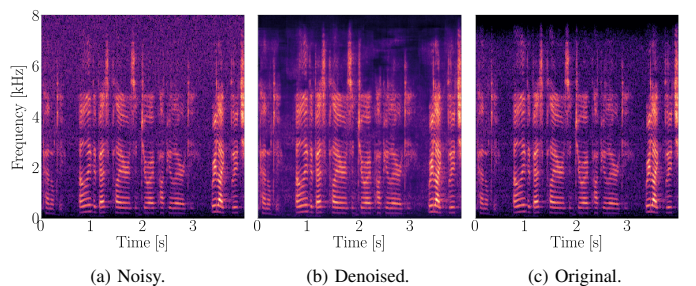 8
6
4
2
0
Frequency [kHz]
0 1 2 3
Time [s]
0 1 2 3
Time [s]
0 1 2 3
Time [s]
(a) Noisy.
(b) Denoised.
(c) Original.